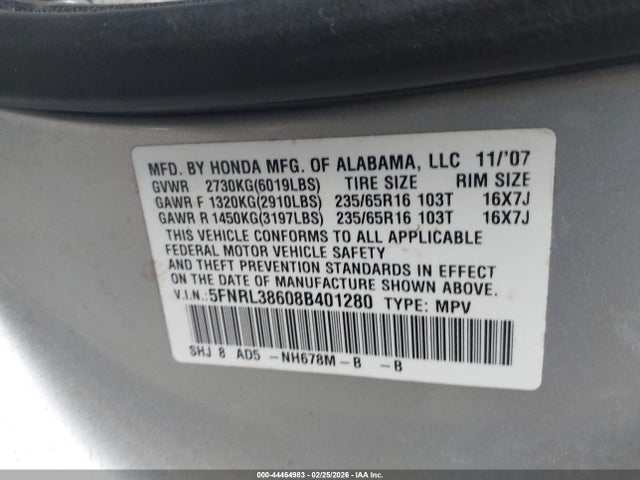 MFD. BY HONDA MFG. OF ALABAMA, LLC 11/'07
GVWR 2730KG(6019LBS) TIRE SIZE RIM SIZE
GAWR F 1320KG(2910LBS) 235/65R16 103T 16X7J
GAWR R 1450KG(3197LBS) 235/65R16 103T 16X7J
THIS VEHICLE CONFORMS TO ALL APPLICABLE
FEDERAL MOTOR VEHICLE SAFETY
AND THEFT PREVENTION STANDARDS IN EFFECT
ON THE DATE OF MANUFACTURE SHOWN ABOVE.
V.I.N.:5FNRL38608B401280 TYPE: MPV
SHJ 8 AD5 -NH678M-B -B
000-44464983 - 02/25/2026 - Copyright IAA, Inc.